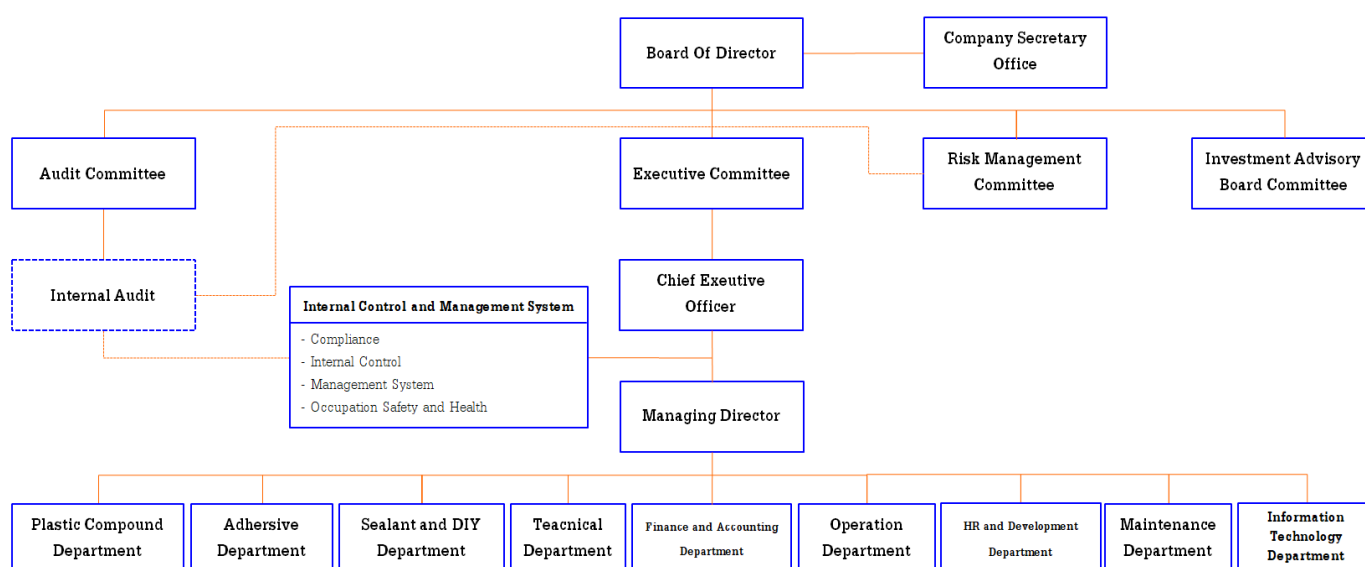 Board Of Director
Company Secretary
Office
Audit Committee
Executive Committee
Risk Management
Committee
Investment Advisory
Board Committee
Internal Audit
Chief Exeutive
Officer
Internal Control and Management System
- Compliance
- Internal Control
- Management System
- Occupation Safety and Health
Managing Director
Plastic Compound
Department
Adhersive
Department
Sealant and DIY
Department
Teacnical
Department
Finance and Accounting
Department
Operation
Department
HR and Development
Department
Maintenance
Department
Information
Technology
Department